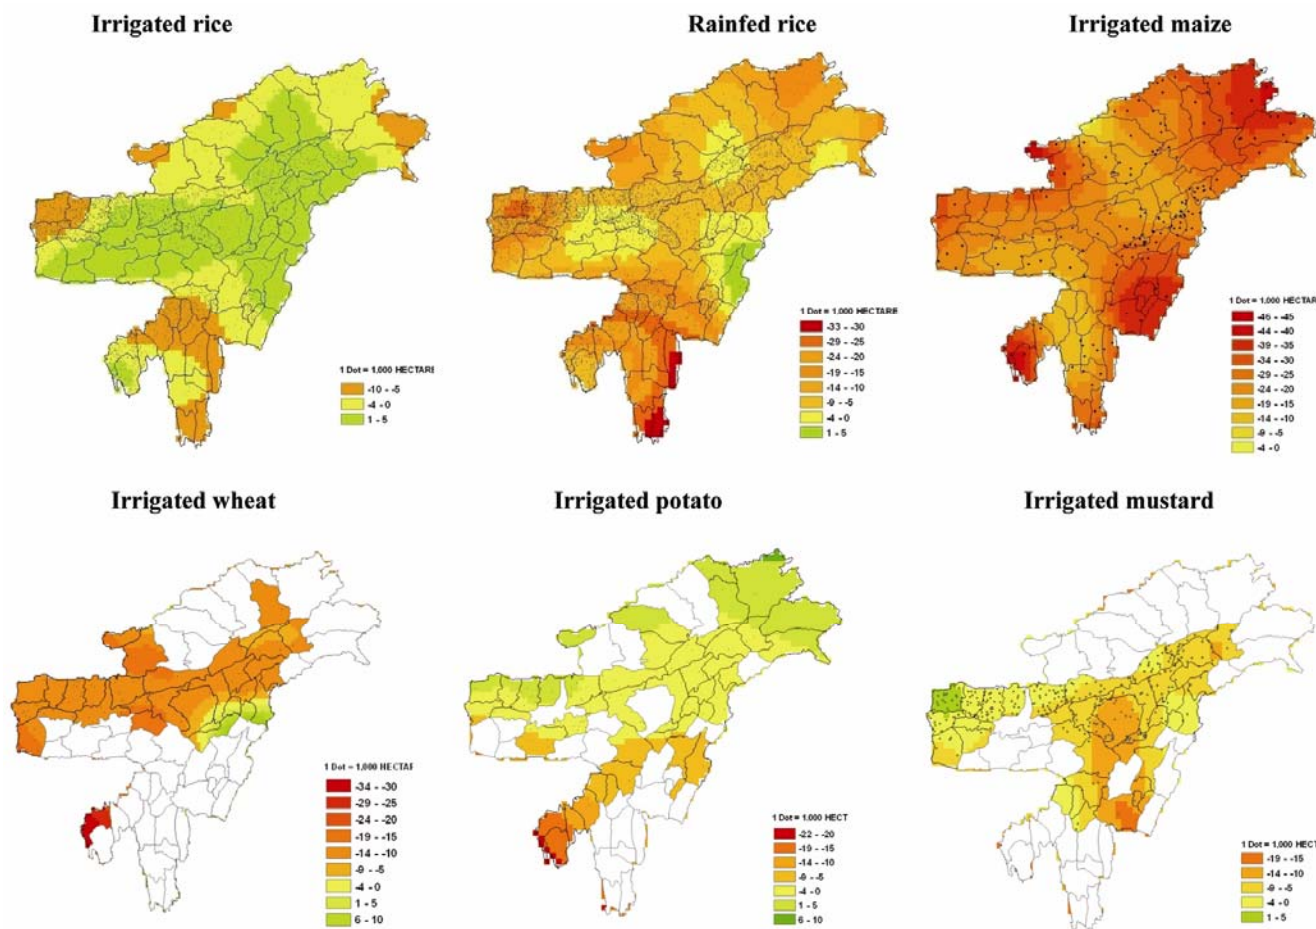 Irrigated rice
Rainfed rice
Irrigated maize
1 Dot = 1,000 HECTARE
-10 - -5
-4 - 0
1 - 5
1 Dot = 1,000 HECTARE
-33 - -30
-29 - -25
-24 - -20
-19 - -15
-14 - -10
-9 - -5
-4 - 0
1 - 5
1 Dot = 1,000 HECTAR
-46 - -45
-44 - -40
-39 - -35
-34 - -30
-29 - -25
-24 - -20
-19 - -15
-14 - -10
-9 - -5
-4 - 0
Irrigated wheat
Irrigated potato
Irrigated mustard
1 Dot = 1,000 HECTAR
-34 - -30
-29 - -25
-24 - -20
-19 - -15
-14 - -10
-9 - -5
-4 - 0
1 - 5
6 - 10
1 Dot = 1,000 HECT
-22 - -20
-19 - -15
-14 - -10
-9 - -5
-4 - 0
1 - 5
6 - 10
1 Dot = 1,000 HECT
-19 - -15
-14 - -10
-9 - -5
-4 - 0
1 - 5